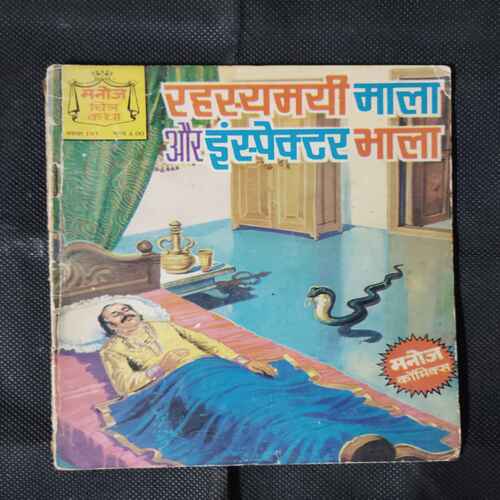 मनोज
चित्र
कथा
रहस्यमयी माला
और इंस्पेक्टर भाला
मनोज
कॉमिक्स